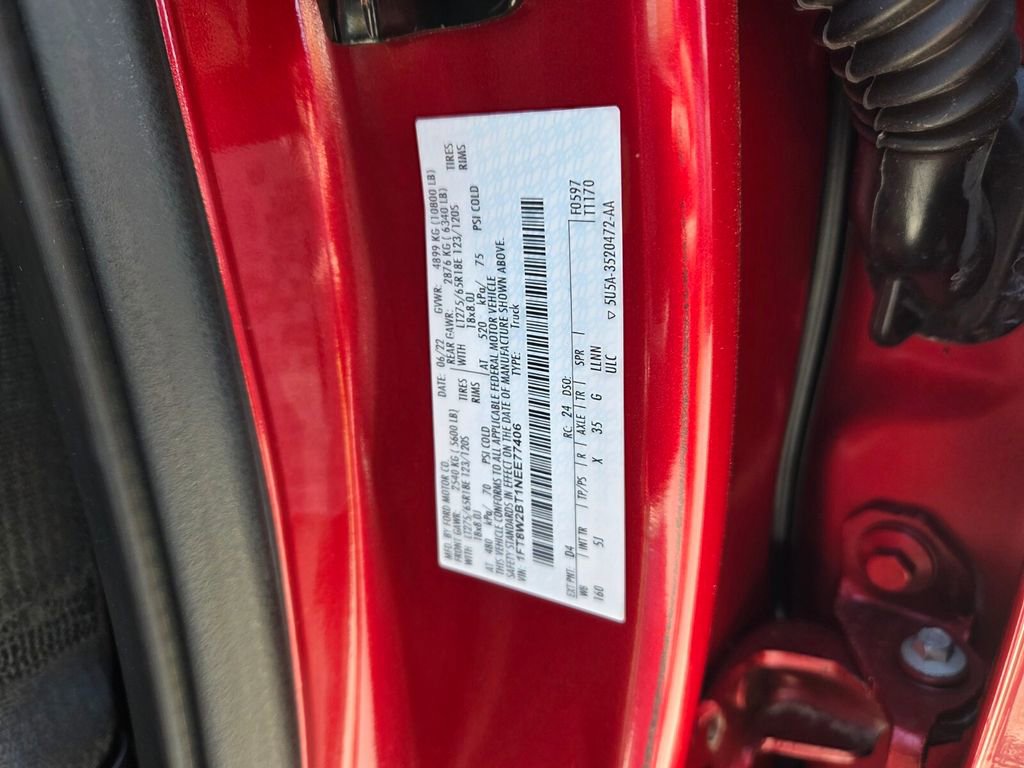 MFD. BY FORD MOTOR CO.
DATE: 06/22 GVWR: 4899 KG (10800 LB)
FRONT GAWR: 2540 KG ( 5600 LB) REAR GAWR: 2876 KG ( 6340 LB)
WITH LT275/65R18E 123/120S TIRES WITH LT275/65R18E 123/120S TIRES
18x8.0J RIMS 18x8.0J RIMS
AT 480 kPa/ 70 PSI COLD AT 520 kPa/ 75 PSI COLD
THIS VEHICLE CONFORMS TO ALL APPLICABLE FEDERAL MOTOR VEHICLE
SAFETY STANDARDS IN EFFECT ON THE DATE OF MANUFACTURE SHOWN ABOVE.
VIN: 1FT8W2BT1NEE77406 TYPE: Truck
EXT PNT: D4 RC: 24 DSO: F0597
WB | INT TR | TP/PS | R | AXLE | TR | SPR | TT170
160 5J X 35 G LLNN
ULC
▽ 5U5A-3520472-AA